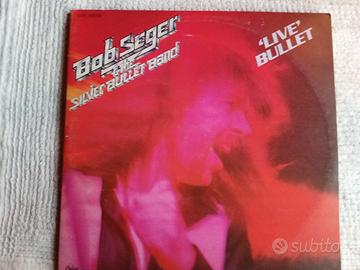 Bob Seger
& THE
Silver Bullet Band
'LIVE'
BULLET
subito